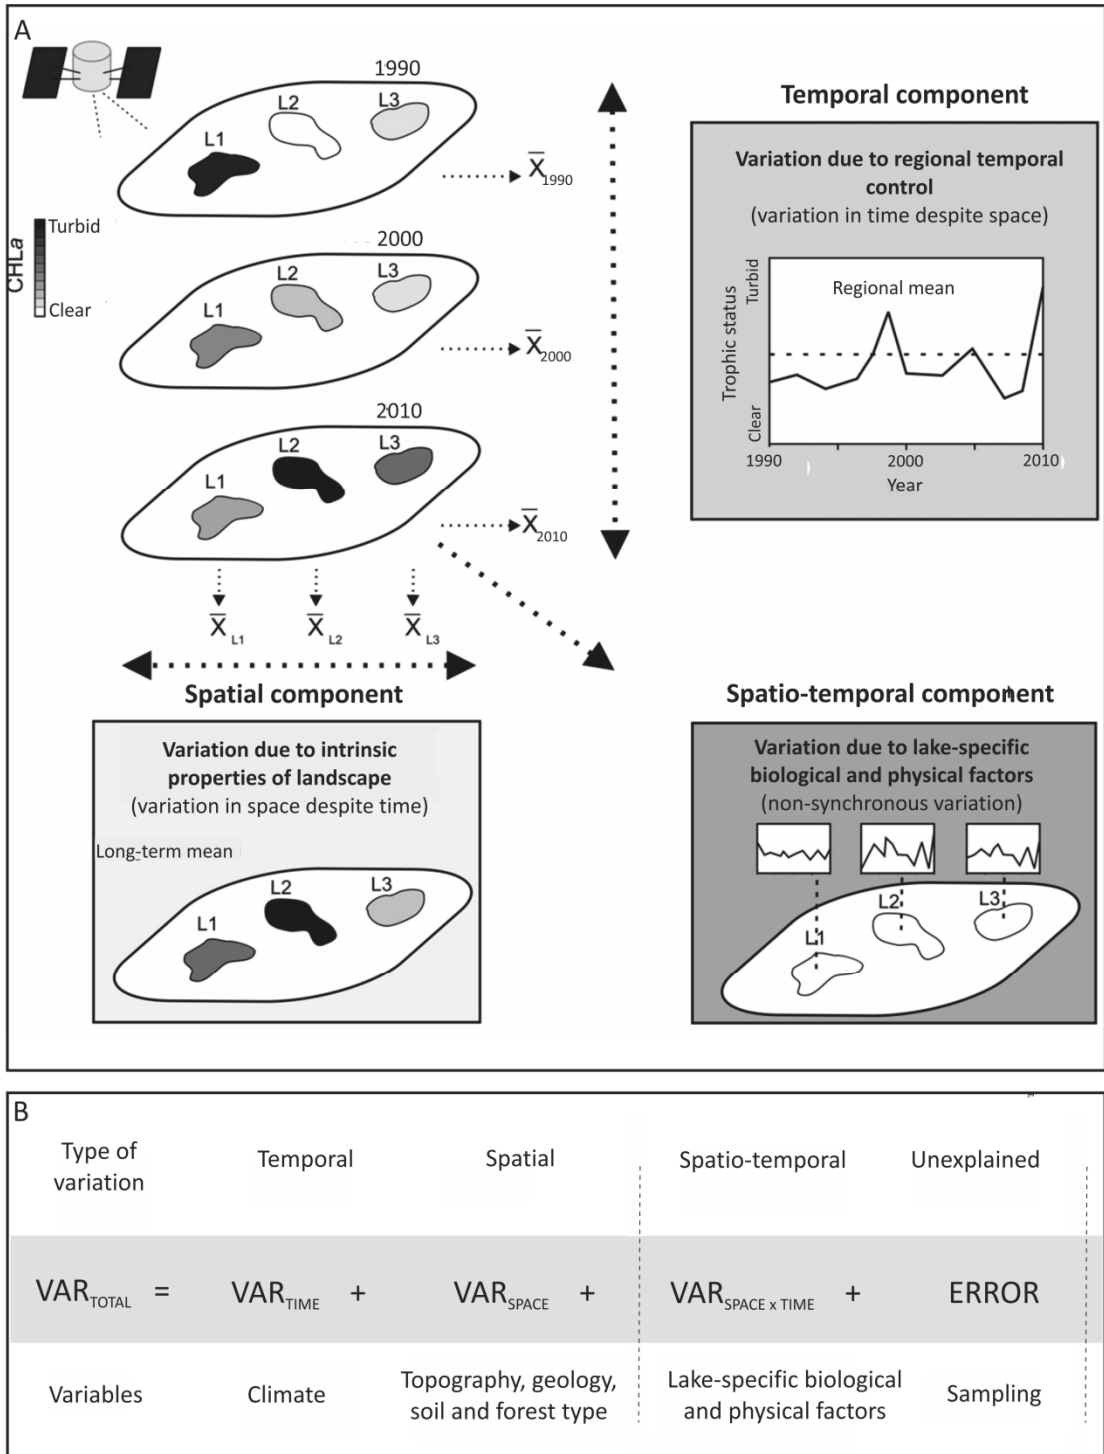 A
1990
L2
L3
L1
X̅1990
CHLa
Turbid
Clear
2000
L2
L3
L1
X̅2000
2010
L2
L3
L1
X̅2010
X̅L1
X̅L2
X̅L3
Temporal component
Variation due to regional temporal
control
(variation in time despite space)
Trophic status
Turbid
Clear
Regional mean
1990
2000
2010
Year
Spatial component
Variation due to intrinsic
properties of landscape
(variation in space despite time)
Long-term mean
L2
L3
L1
Spatio-temporal component
Variation due to lake-specific
biological and physical factors
(non-synchronous variation)
L2
L3
L1
B
Type of
variation
Temporal
Spatial
Spatio-temporal
Unexplained
VARTOTAL = VARTIME + VARSPACE + VARSPACE x TIME + ERROR
Variables
Climate
Topography, geology,
soil and forest type
Lake-specific biological
and physical factors
Sampling